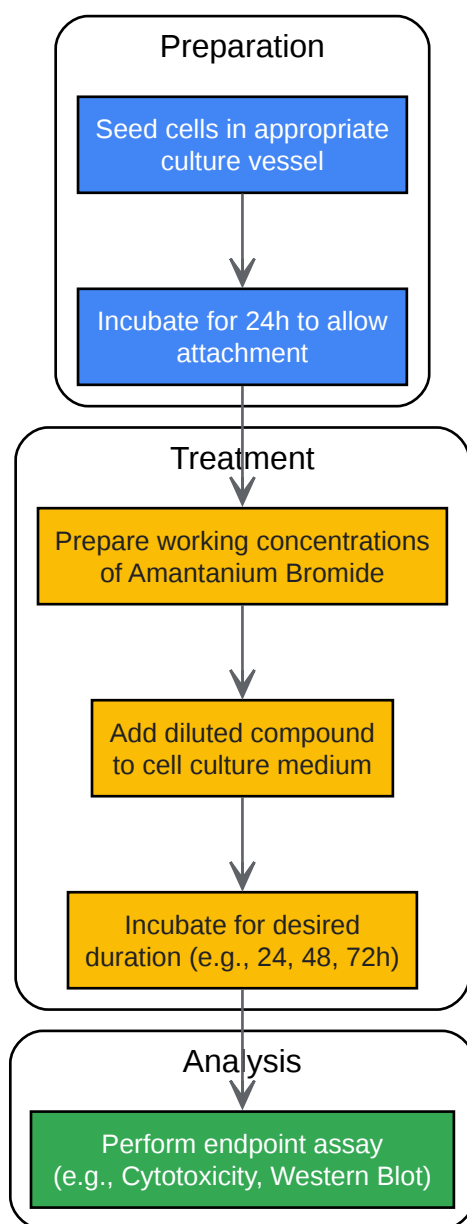 Preparation
Seed cells in appropriate
culture vessel
Incubate for 24h to allow
attachment
Treatment
Prepare working concentrations
of Amantanium Bromide
Add diluted compound
to cell culture medium
Incubate for desired
duration (e.g., 24, 48, 72h)
Analysis
Perform endpoint assay
(e.g., Cytotoxicity, Western Blot)